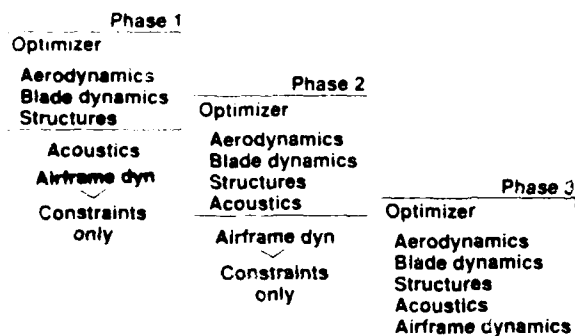 Phase 1
Optimizer
Aerodynamics
Blade dynamics
Structures
Acoustics
Airframe dyn
Constraints
only
Phase 2
Optimizer
Aerodynamics
Blade dynamics
Structures
Acoustics
Airframe dyn
Constraints
only
Phase 3
Optimizer
Aerodynamics
Blade dynamics
Structures
Acoustics
Airframe dynamics